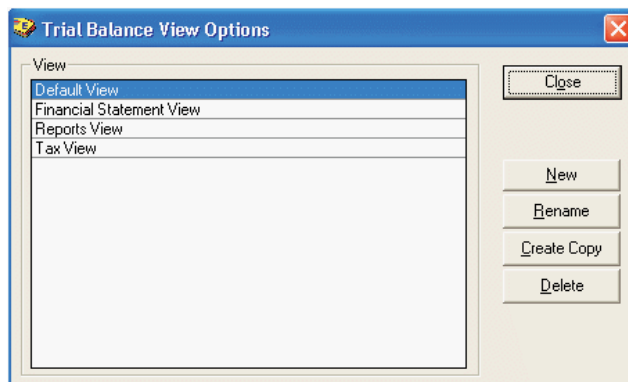 Trial Balance View Options
View
Default View
Financial Statement View
Reports View
Tax View
Close
New
Rename
Create Copy
Delete